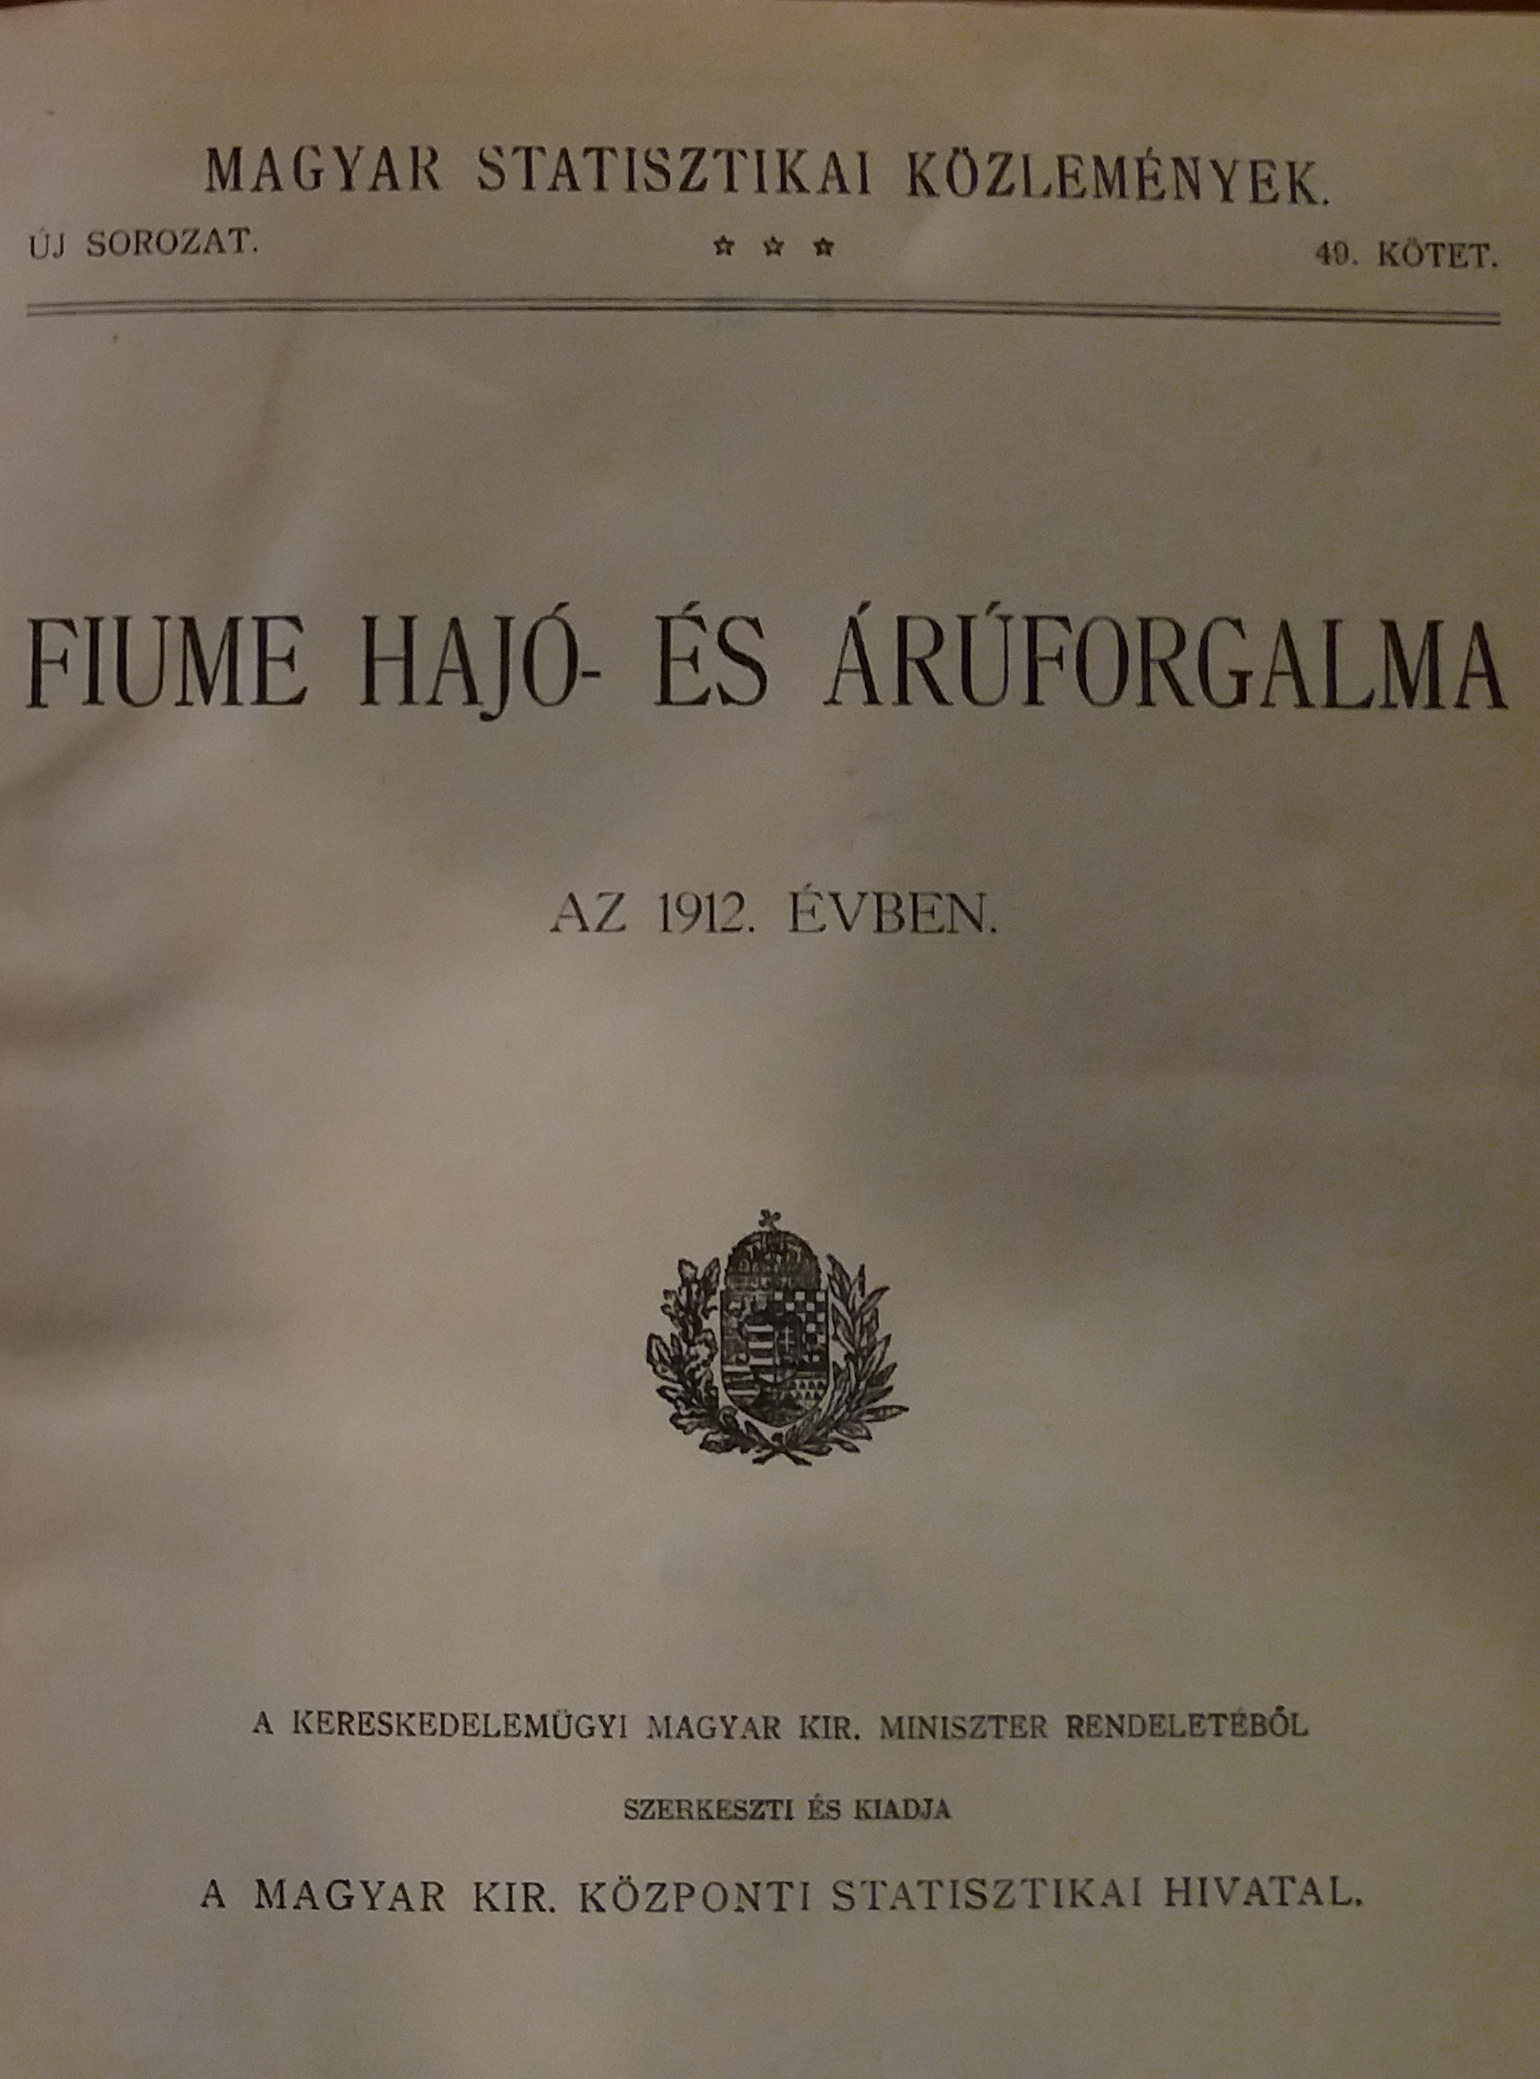 MAGYAR STATISZTIKAI KÖZLEMÉNYEK.
ÚJ SOROZAT. ☆ ☆ ☆ 49. KÖTET.
FIUME HAJÓ- ÉS ÁRÚFORGALMA
AZ 1912. ÉVBEN.
A KERESKEDELEMÜGYI MAGYAR KIR. MINISZTER RENDELETÉBŐL
SZERKESZTI ÉS KIADJA
A MAGYAR KIR. KÖZPONTI STATISZTIKAI HIVATAL.